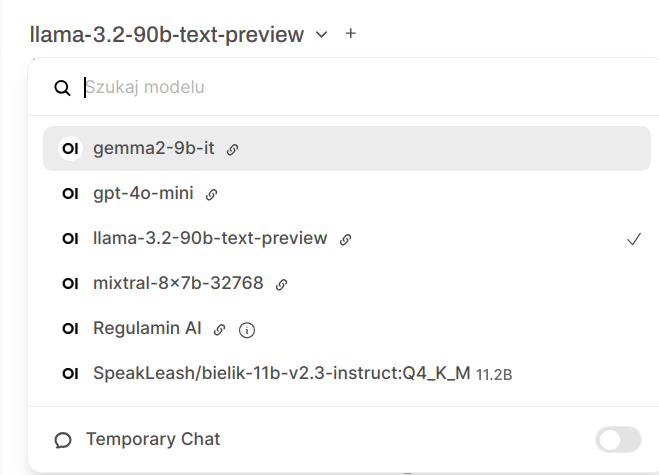 llama-3.2-90b-text-preview
Szukaj modelu
OI gemma2-9b-it
OI gpt-4o-mini
OI llama-3.2-90b-text-preview
OI mixtral-8x7b-32768
OI Regulamin AI
OI SpeakLeash/bielik-11b-v2.3-instruct:Q4_K_M 11.2B
Temporary Chat